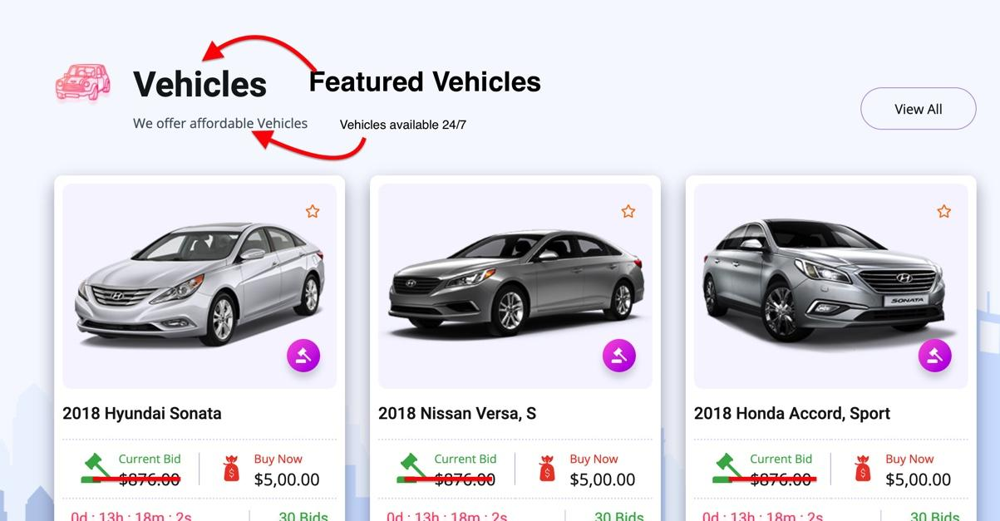 Vehicles
Featured Vehicles
We offer affordable Vehicles
Vehicles available 24/7
View All
SONATA
2018 Hyundai Sonata
2018 Nissan Versa, S
2018 Honda Accord, Sport
Current Bid
Buy Now
Current Bid
Buy Now
Current Bid
Buy Now
$876.00
$5,00.00
$876.00
$5,00.00
$876.00
$5,00.00
0d : 13h : 18m : 2s
30 Bids
0d : 13h : 18m : 2s
30 Bids
0d : 13h : 18m : 2s
30 Bids